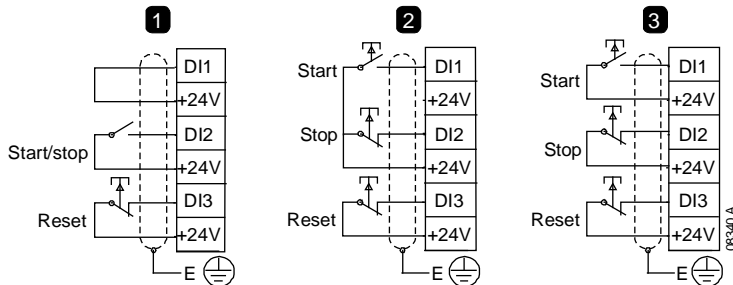 1
DI1
+24V
Start/stop
DI2
+24V
Reset
DI3
+24V
E
2
Start
DI1
+24V
Stop
DI2
+24V
Reset
DI3
+24V
E
3
Start
DI1
+24V
Stop
DI2
+24V
Reset
DI3
+24V
E
08340.A